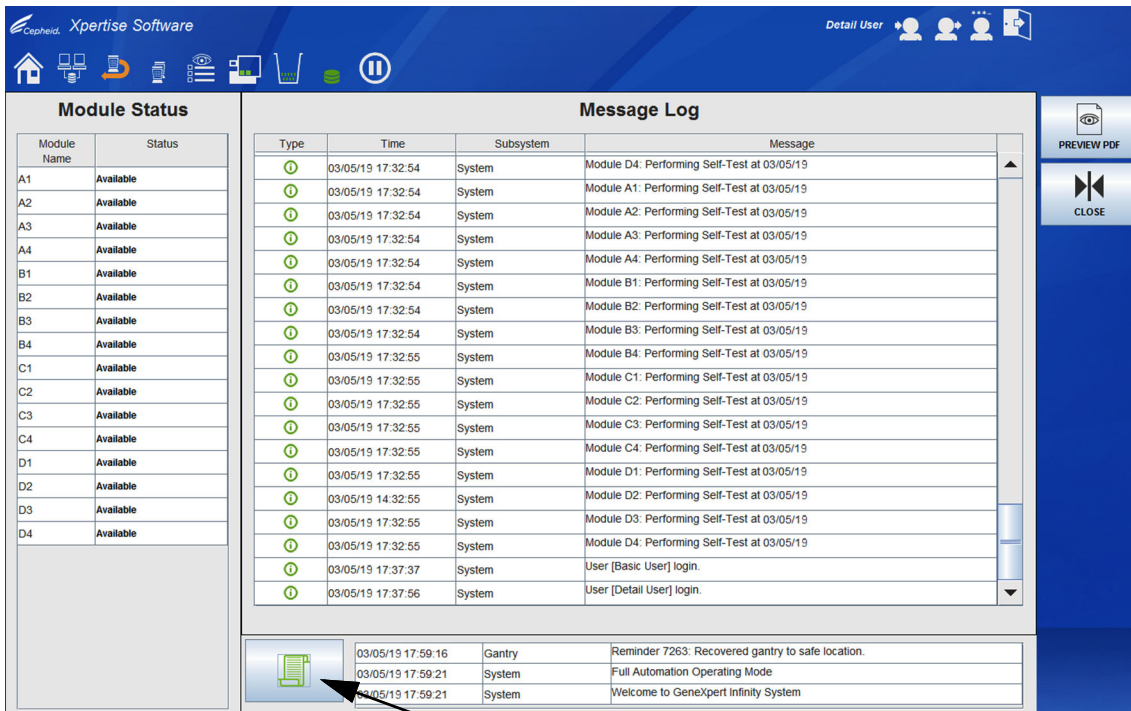 Cepheid. Xpertise Software
Detail User
Module Status
Message Log
PREVIEW PDF
CLOSE
Module Name Status
A1 Available
A2 Available
A3 Available
A4 Available
B1 Available
B2 Available
B3 Available
B4 Available
C1 Available
C2 Available
C3 Available
C4 Available
D1 Available
D2 Available
D3 Available
D4 Available
Type Time Subsystem Message
03/05/19 17:32:54 System Module D4: Performing Self-Test at 03/05/19
03/05/19 17:32:54 System Module A1: Performing Self-Test at 03/05/19
03/05/19 17:32:54 System Module A2: Performing Self-Test at 03/05/19
03/05/19 17:32:54 System Module A3: Performing Self-Test at 03/05/19
03/05/19 17:32:54 System Module A4: Performing Self-Test at 03/05/19
03/05/19 17:32:54 System Module B1: Performing Self-Test at 03/05/19
03/05/19 17:32:54 System Module B2: Performing Self-Test at 03/05/19
03/05/19 17:32:54 System Module B3: Performing Self-Test at 03/05/19
03/05/19 17:32:55 System Module B4: Performing Self-Test at 03/05/19
03/05/19 17:32:55 System Module C1: Performing Self-Test at 03/05/19
03/05/19 17:32:55 System Module C2: Performing Self-Test at 03/05/19
03/05/19 17:32:55 System Module C3: Performing Self-Test at 03/05/19
03/05/19 17:32:55 System Module C4: Performing Self-Test at 03/05/19
03/05/19 17:32:55 System Module D1: Performing Self-Test at 03/05/19
03/05/19 14:32:55 System Module D2: Performing Self-Test at 03/05/19
03/05/19 17:32:55 System Module D3: Performing Self-Test at 03/05/19
03/05/19 17:32:55 System Module D4: Performing Self-Test at 03/05/19
03/05/19 17:37:37 System User [Basic User] login.
03/05/19 17:37:56 System User [Detail User] login.
03/05/19 17:59:16 Gantry Reminder 7263: Recovered gantry to safe location.
03/05/19 17:59:21 System Full Automation Operating Mode
03/05/19 17:59:21 System Welcome to GeneXpert Infinity System